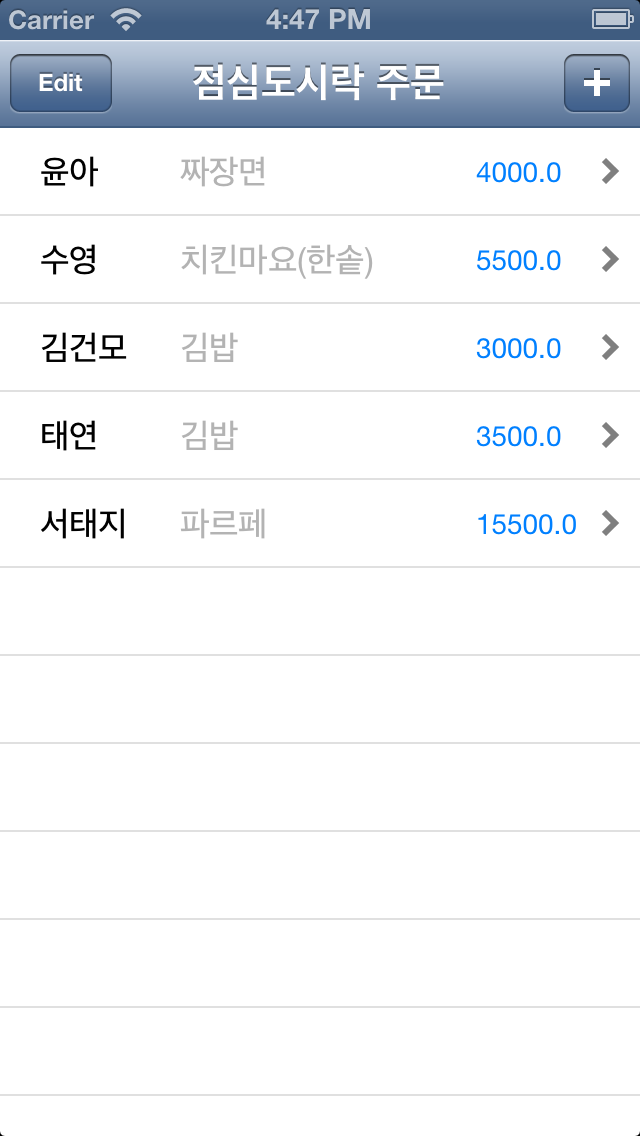 Carrier 4:47 PM
Edit 점심도시락 주문 +
윤아 짜장면 4000.0
수영 치킨마요(한솥) 5500.0
김건모 김밥 3000.0
태연 김밥 3500.0
서태지 파르페 15500.0